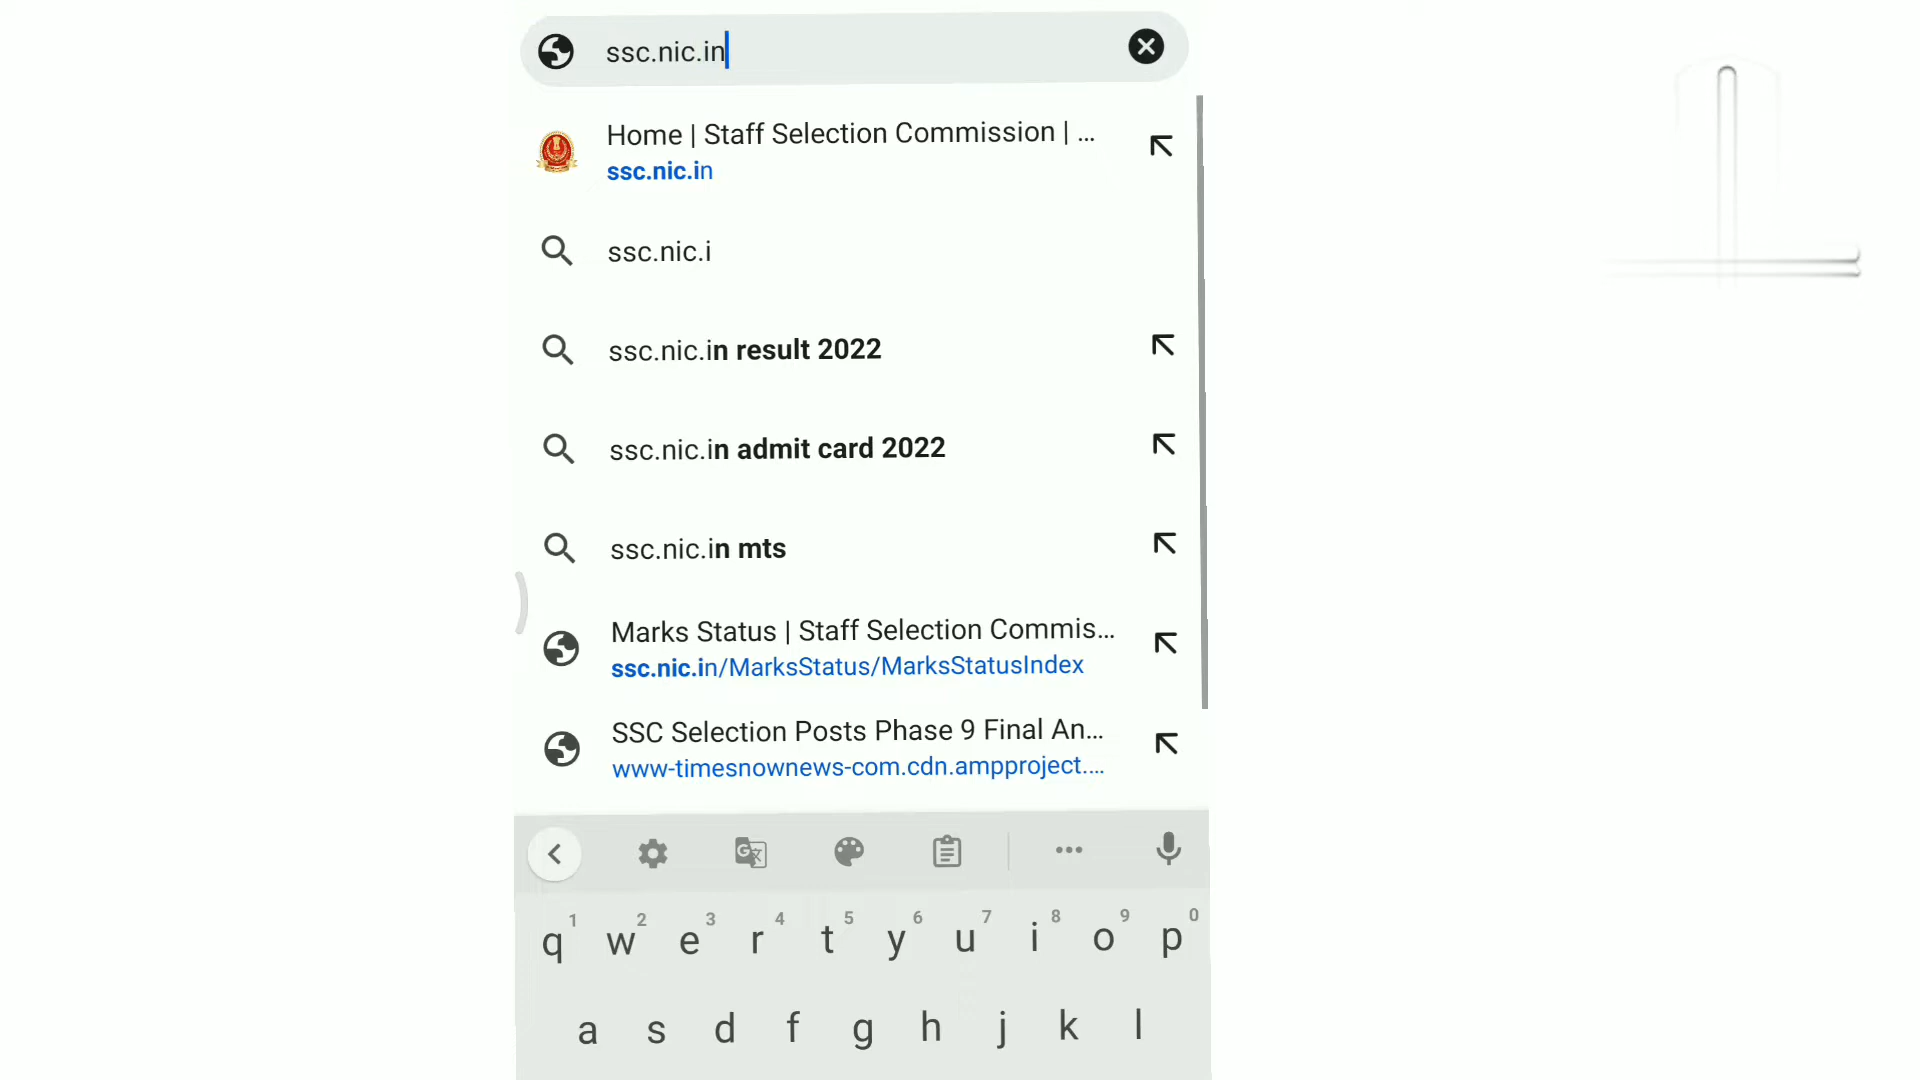 ssc.nic.in
Home | Staff Selection Commission | ...
ssc.nic.in
ssc.nic.i
ssc.nic.in result 2022
ssc.nic.in admit card 2022
ssc.nic.in mts
Marks Status | Staff Selection Commis...
ssc.nic.in/MarksStatus/MarksStatusIndex
SSC Selection Posts Phase 9 Final An...
www-timesnownews-com.cdn.ampproject....
1 2 3 4 5 6 7 8 9 0
q w e r t y u i o p
a s d f g h j k l